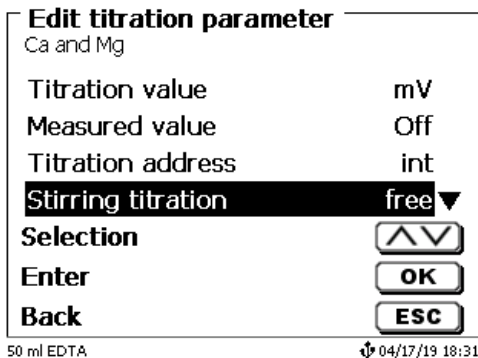 Edit titration parameter
Ca and Mg
Titration value mV
Measured value Off
Titration address int
Stirring titration free
Selection
Enter OK
Back ESC
50 ml EDTA 04/17/19 18:31